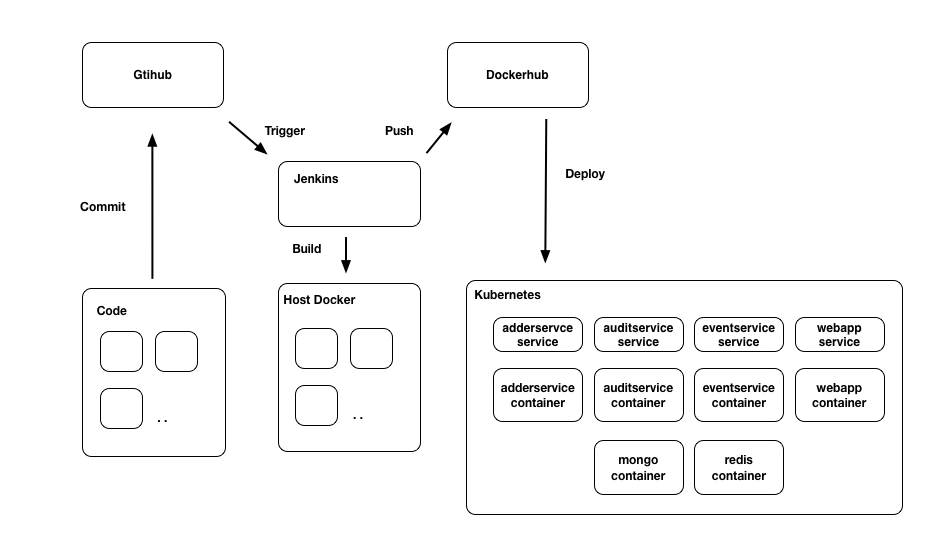 Gtihub
Dockerhub
Trigger
Push
Jenkins
Deploy
Commit
Build
Code
..
Host Docker
..
Kubernetes
adderservce
service
auditservice
service
eventservice
service
webapp
service
adderservice
container
auditservice
container
eventservice
container
webapp
container
mongo
container
redis
container